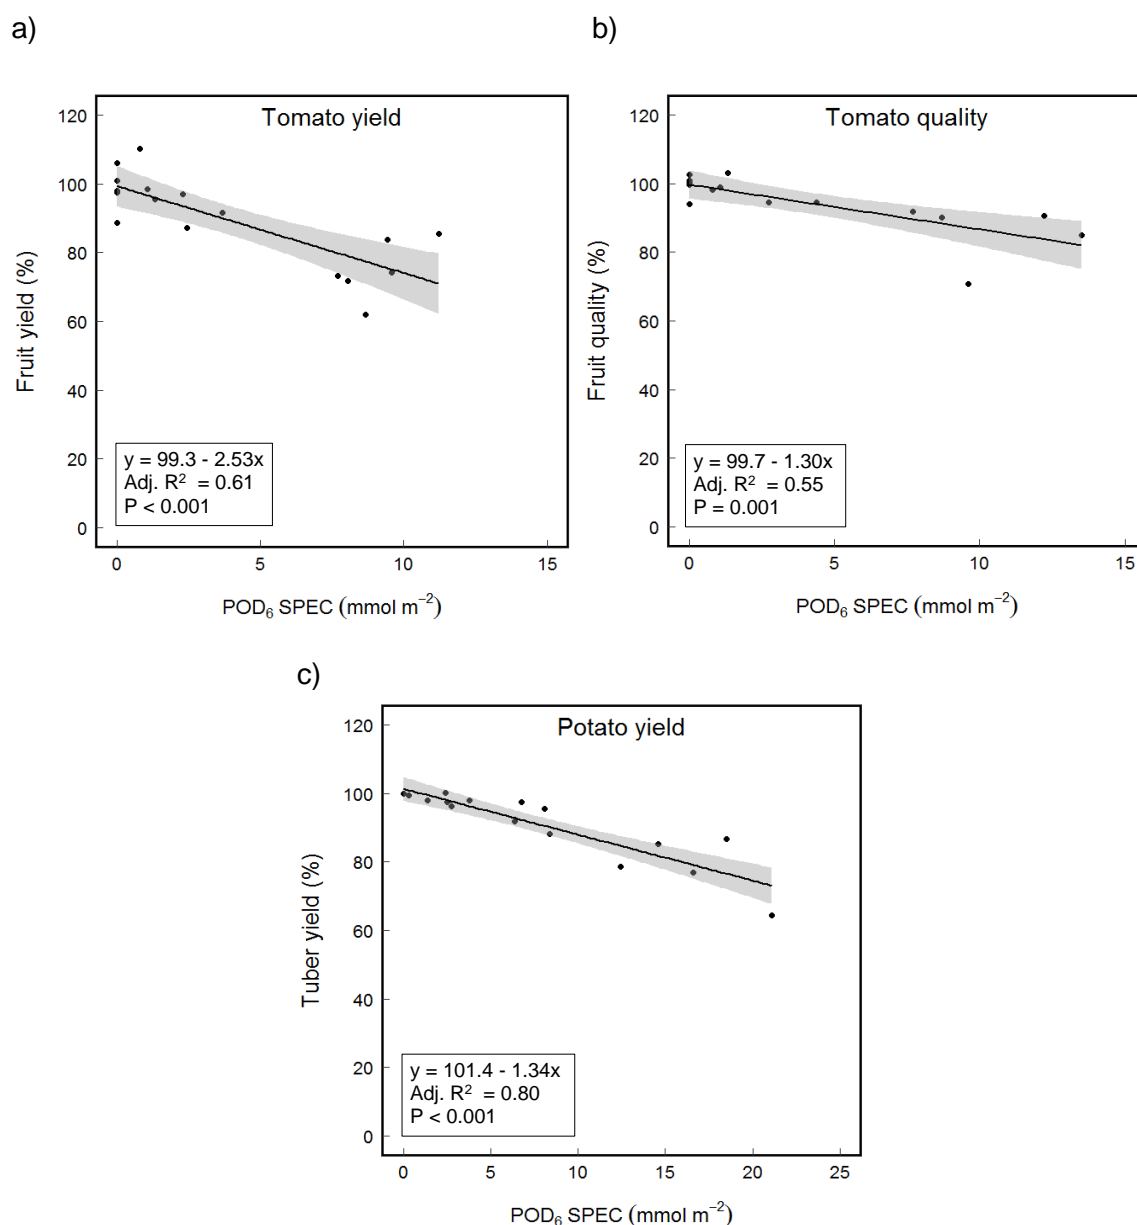 a)
b)
Tomato yield
120
100
80
60
40
20
0
Fruit yield (%)
y = 99.3 - 2.53x
Adj. R² = 0.61
P < 0.001
0 5 10 15
POD₆ SPEC (mmol m⁻²)
Tomato quality
120
100
80
60
40
20
0
Fruit quality (%)
y = 99.7 - 1.30x
Adj. R² = 0.55
P = 0.001
0 5 10 15
POD₆ SPEC (mmol m⁻²)
c)
Potato yield
120
100
80
60
40
20
0
Tuber yield (%)
y = 101.4 - 1.34x
Adj. R² = 0.80
P < 0.001
0 5 10 15 20 25
POD₆ SPEC (mmol m⁻²)